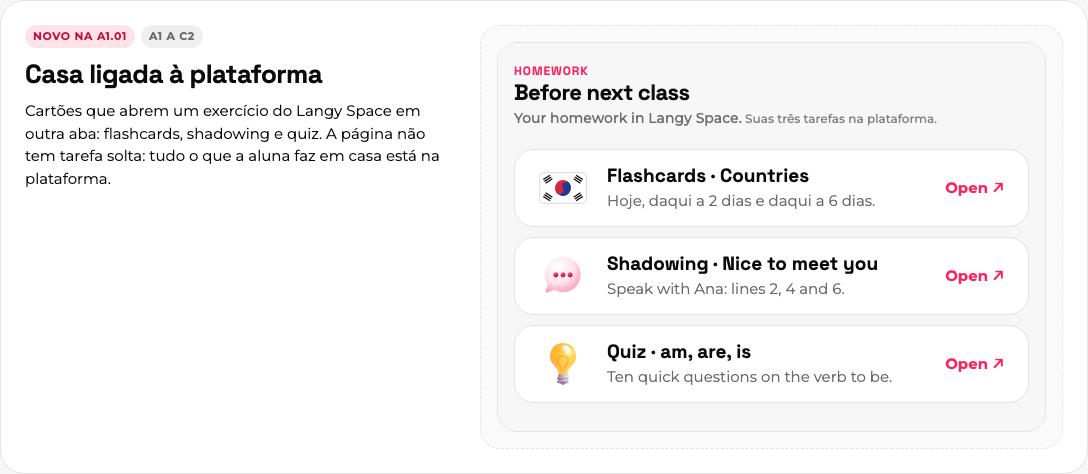 NOVO NA A1.01
A1 A C2
Casa ligada à plataforma
Cartões que abrem um exercício do Langy Space em
outra aba: flashcards, shadowing e quiz. A página não
tem tarefa solta: tudo o que a aluna faz em casa está na
plataforma.
HOMEWORK
Before next class
Your homework in Langy Space. Suas três tarefas na plataforma.
Flashcards · Countries
Hoje, daqui a 2 dias e daqui a 6 dias.
Open ↗
Shadowing · Nice to meet you
Speak with Ana: lines 2, 4 and 6.
Open ↗
Quiz · am, are, is
Ten quick questions on the verb to be.
Open ↗